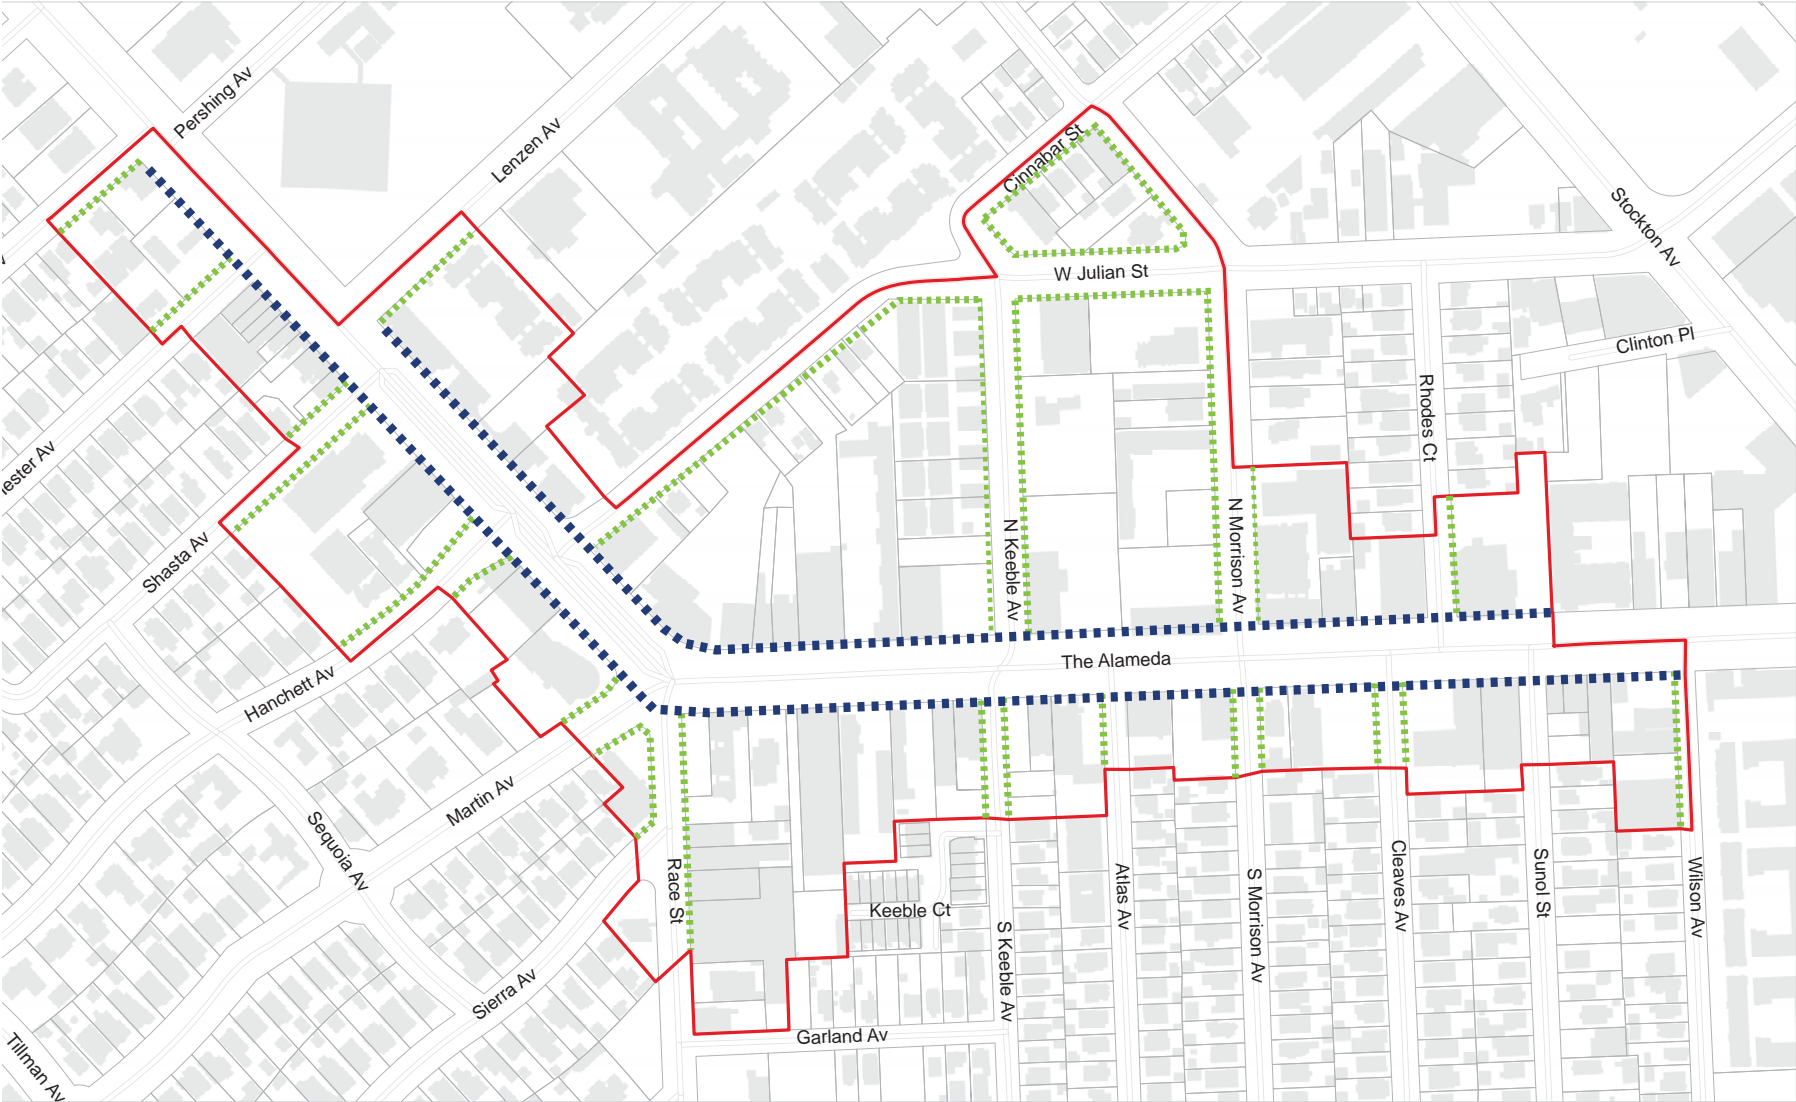 Pershing Av
Lenzen Av
Cinnabar St
Stockton Av
W Julian St
Clinton Pl
Rhodes Ct
ester Av
N Keeble Av
N Morrison Av
Shasta Av
The Alameda
Hanchett Av
Martin Av
Sequoia Av
Race St
Keeble Ct
S Keeble Av
Atlas Av
S Morrison Av
Cleaves Av
Sunol St
Wilson Av
Sierra Av
Garland Av
Tillman Av